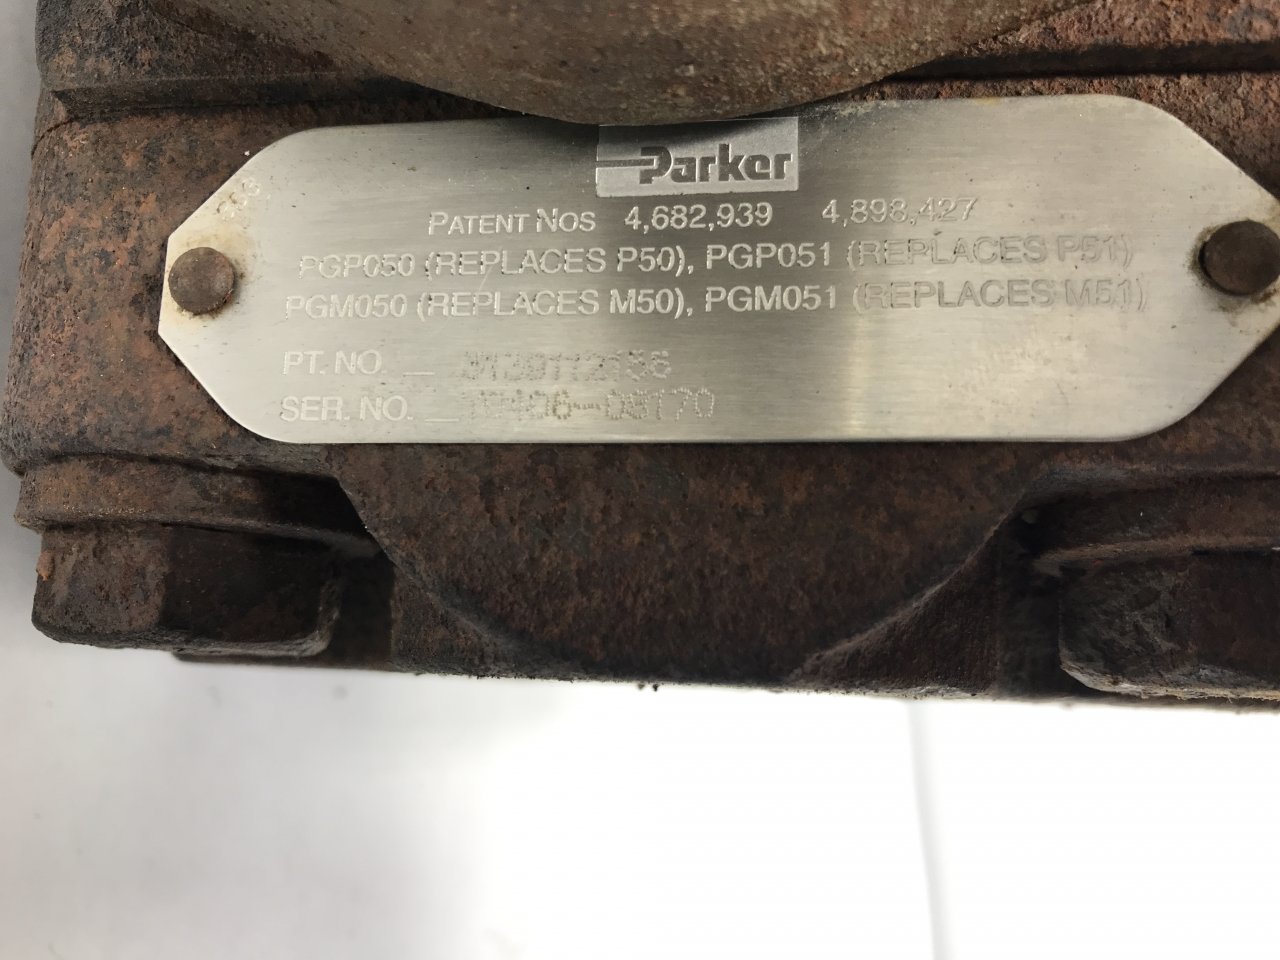 Parker
PATENT NOS 4,682,939 4,898,427
PGP050 (REPLACES P50), PGP051 (REPLACES P51)
PGM050 (REPLACES M50), PGM051 (REPLACES M51)
PT. NO. _
SER. NO. _